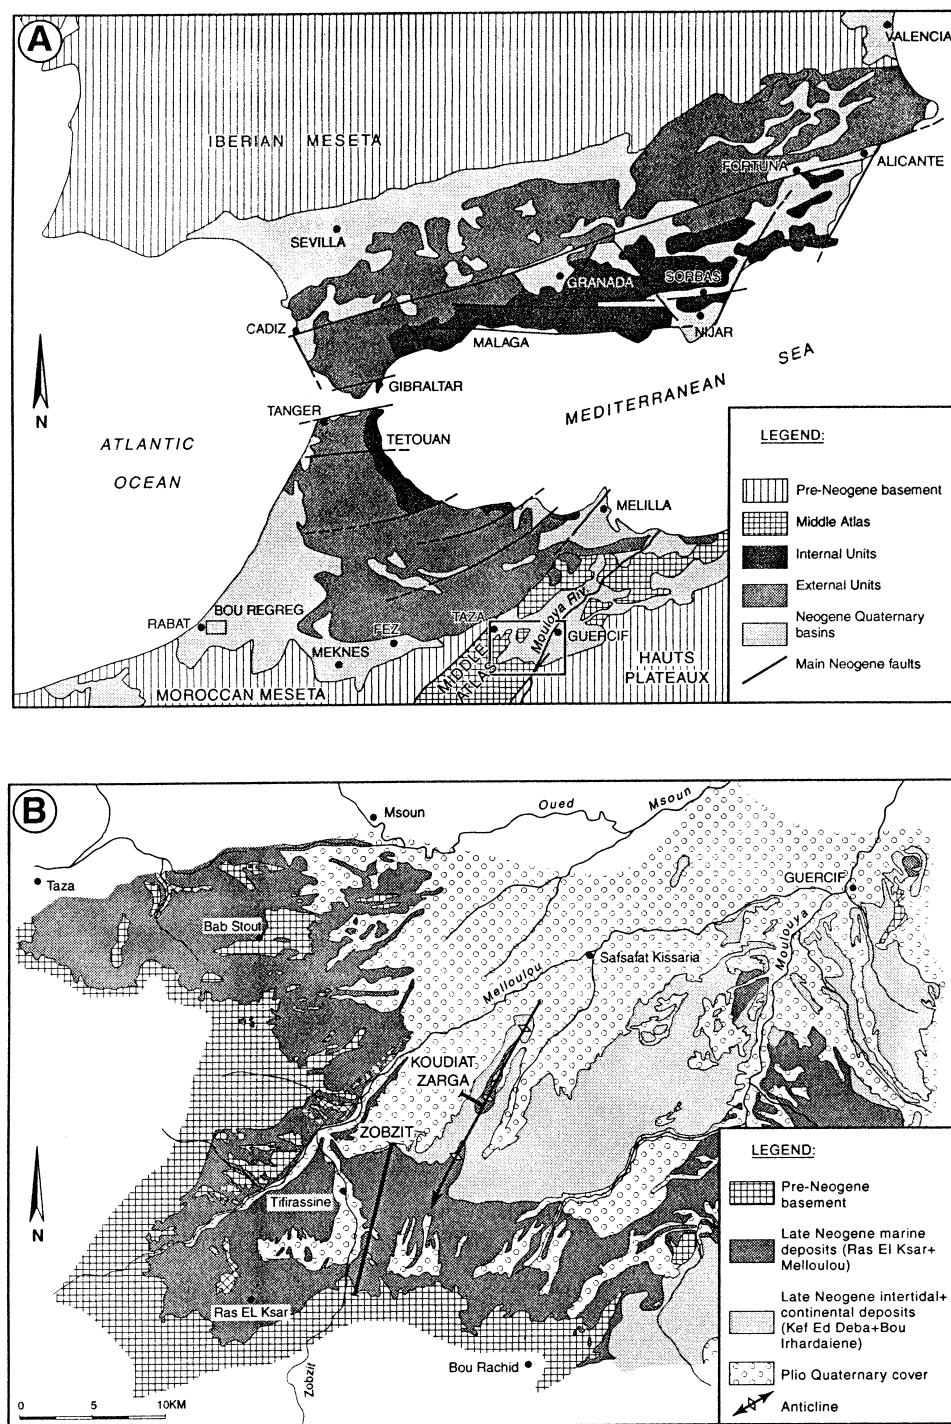 A
VALENCIA
IBERIAN MESETA
FORTUNA
ALICANTE
SEVILLA
GRANADA
SORBAS
CADIZ
NIJAR
MALAGA
MEDITERRANEAN SEA
GIBRALTAR
N
TANGER
ATLANTIC
OCEAN
TETOUAN
MELILLA
RABAT
BOU REGREG
FEZ
MEKNES
TAZA
Mouloya Riv.
GUERCIF
MIDDLE
ATLAS
HAUTS
PLATEAUX
MOROCCAN MESETA
LEGEND:
Pre-Neogene basement
Middle Atlas
Internal Units
External Units
Neogene Quaternary
basins
Main Neogene faults
B
Msoun
Oued Msoun
Taza
GUERCIF
Bab Stout
Safsafat Kissaria
Melloulou
Moulouya
KOUDIAT
ZARGA
ZOBZIT
Tifirassine
N
Ras EL Ksar
Bou Rachid
Zobzit
0 5 10KM
LEGEND:
Pre-Neogene
basement
Late Neogene marine
deposits (Ras El Ksar+
Melloulou)
Late Neogene intertidal+
continental deposits
(Kef Ed Deba+Bou
Irhardaiene)
Plio Quaternary cover
Anticline